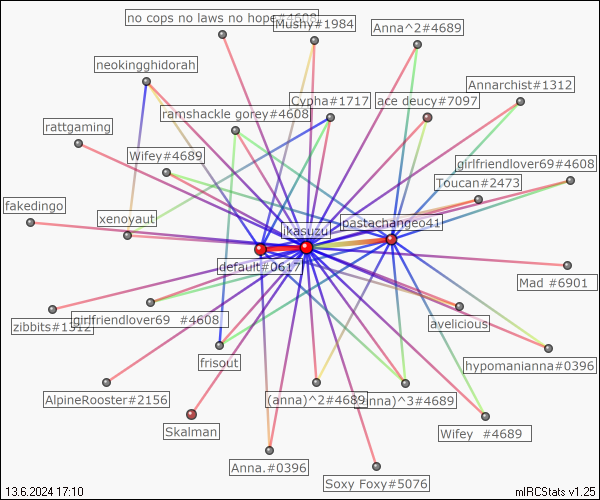 no cops no laws no hope#4608
Mushy#1984
Anna^2#4689
neokingghidorah
Annarchist#1312
Cypha#1717
ace deucy#7097
ramshackle gorey#4608
rattgaming
Wifey#4689
girlfriendlover69#4608
Toucan#2473
fakedingo
xenoyaut
pastachangeo41
ikasuzu
default#0617
Mad #6901
zibbits#1312
girlfriendlover69 #4608
avelicious
frisout
hypomanianna#0396
AlpineRooster#2156
(anna)^2#4689
(anna)^3#4689
Skalman
Wifey #4689
Anna.#0396
Soxy Foxy#5076
13.6.2024 17:10
mIRCStats v1.25